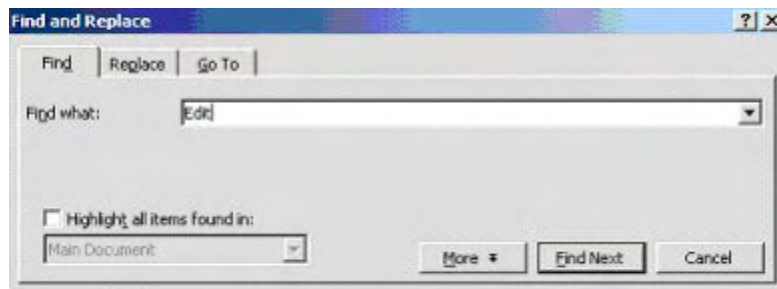 Find and Replace
Find Replace Go To
Find what: Edit
Highlight all items found in:
Main Document
More Find Next Cancel